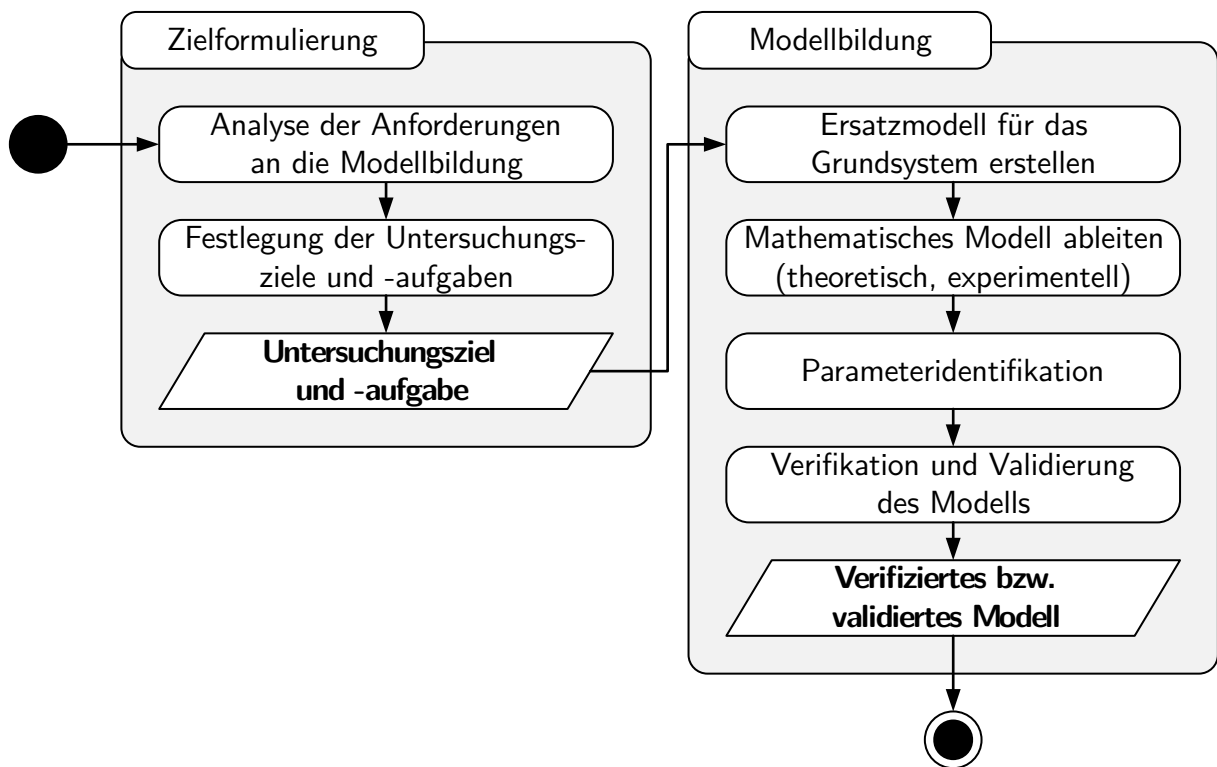 Zielformulierung
Analyse der Anforderungen
an die Modellbildung
Festlegung der Untersuchungs-
ziele und -aufgaben
Untersuchungsziel
und -aufgabe
Modellbildung
Ersatzmodell für das
Grundsystem erstellen
Mathematisches Modell ableiten
(theoretisch, experimentell)
Parameteridentifikation
Verifikation und Validierung
des Modells
Verifiziertes bzw.
validiertes Modell